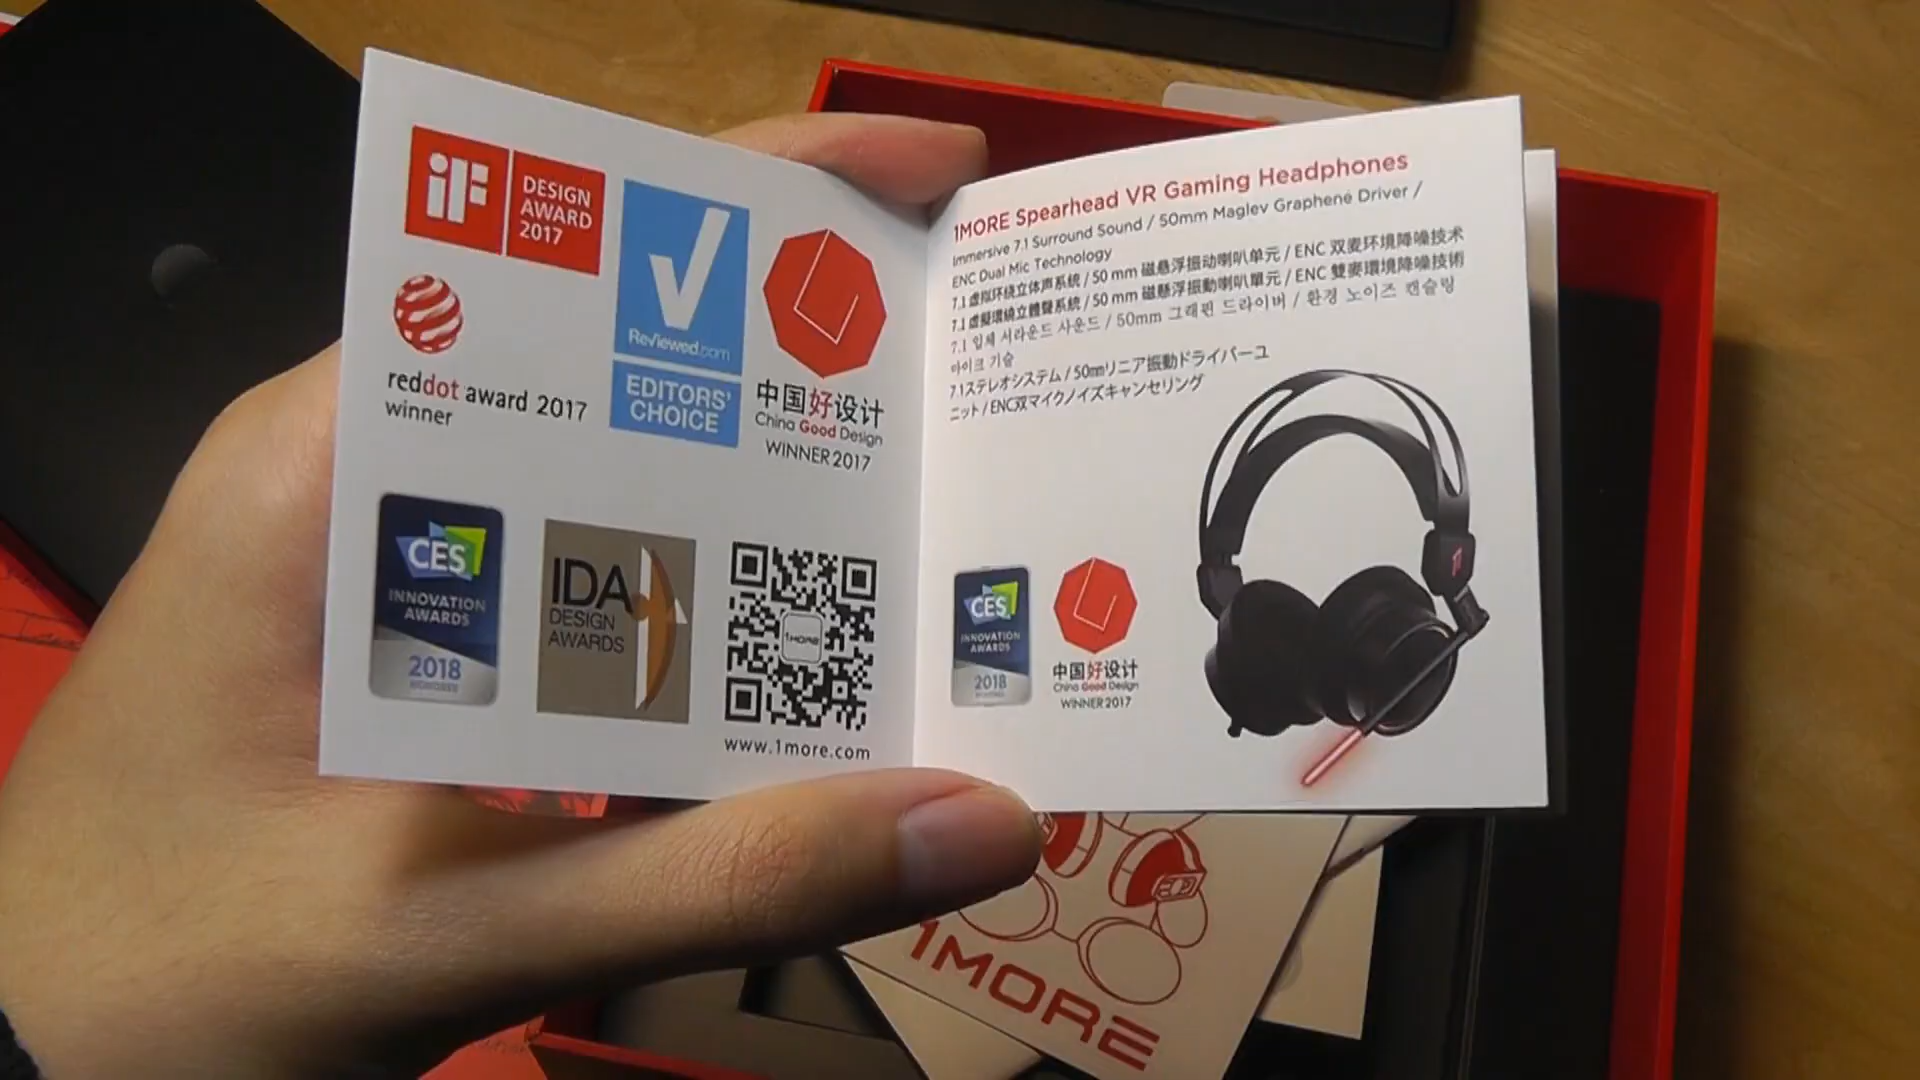 iF
DESIGN
AWARD
2017
reddot award 2017
winner
Reviewed.com
EDITORS'
CHOICE
中国好设计
China Good Design
WINNER 2017
CES
INNOVATION
AWARDS
2018
HONOREE
IDA
DESIGN
AWARDS
1MORE
www.1more.com
1MORE Spearhead VR Gaming Headphones
Immersive 7.1 Surround Sound / 50mm Maglev Graphene Driver /
ENC Dual Mic Technology
7.1 虚拟环绕立体声系统 / 50 mm 磁悬浮振动喇叭单元 / ENC 双麦环境降噪技术
7.1 虛擬環繞立體聲系統 / 50 mm 磁懸浮振動喇叭單元 / ENC 雙麥環境降噪技術
7.1 입체 서라운드 사운드 / 50mm 그래핀 드라이버 / 환경 노이즈 캔슬링
마이크 기술
7.1ステレオシステム / 50㎜リニア振動ドライバーユ
ニット / ENC双マイクノイズキャンセリング
CES
INNOVATION
AWARDS
2018
中国好设计
China Good Design
WINNER 2017
1MORE